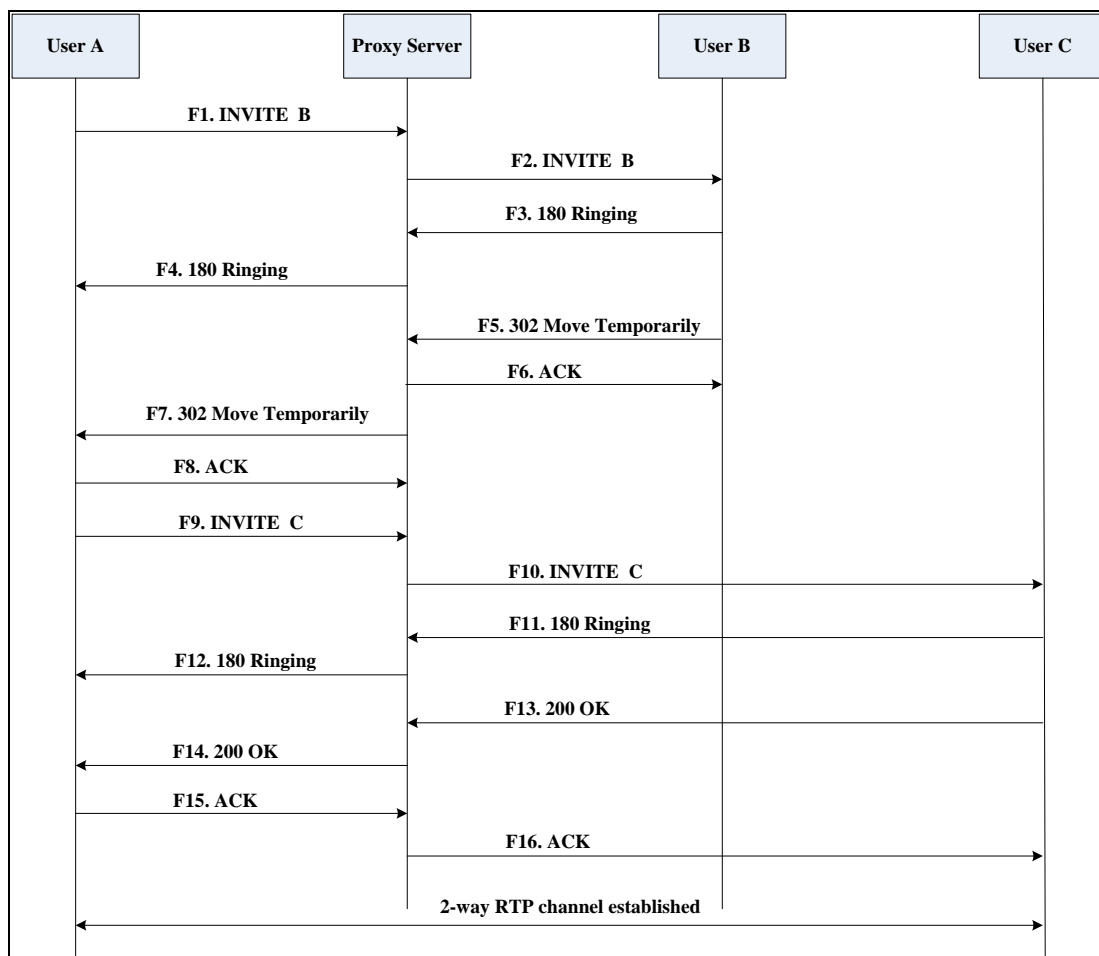 User A
Proxy Server
User B
User C
F1. INVITE B
F2. INVITE B
F3. 180 Ringing
F4. 180 Ringing
F5. 302 Move Temporarily
F6. ACK
F7. 302 Move Temporarily
F8. ACK
F9. INVITE C
F10. INVITE C
F11. 180 Ringing
F12. 180 Ringing
F13. 200 OK
F14. 200 OK
F15. ACK
F16. ACK
2-way RTP channel established